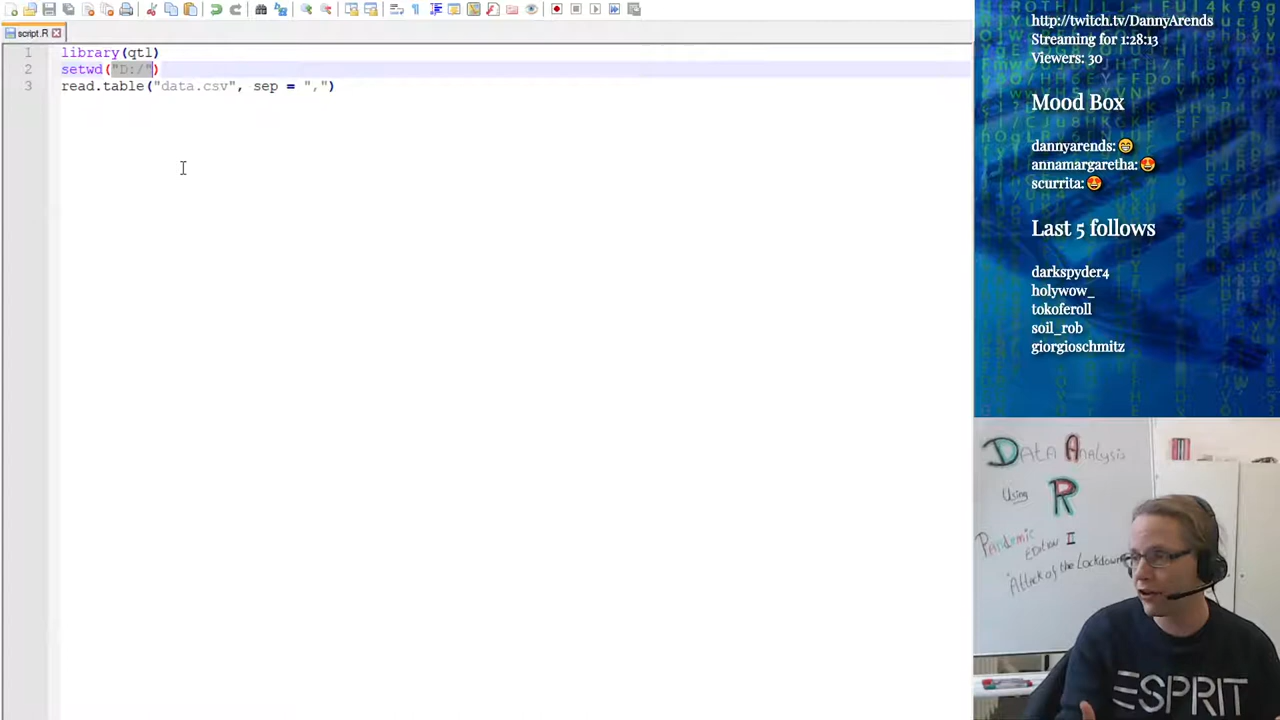 script.R
1 library(qtl)
2 setwd("D:/")
3 read.table("data.csv", sep = ",")
http://twitch.tv/DannyArends
Streaming for 1:28:13
Viewers: 30
Mood Box
dannyarends: 😁
annamargaretha: 😍
scurrita: 😍
Last 5 follows
darkspyder4
holywow_
tokoferoll
soil_rob
giorgioschmitz
Data Analysis
Using
R
Pandemic
Edition II
"Attack of the Lockdown
ESPRIT